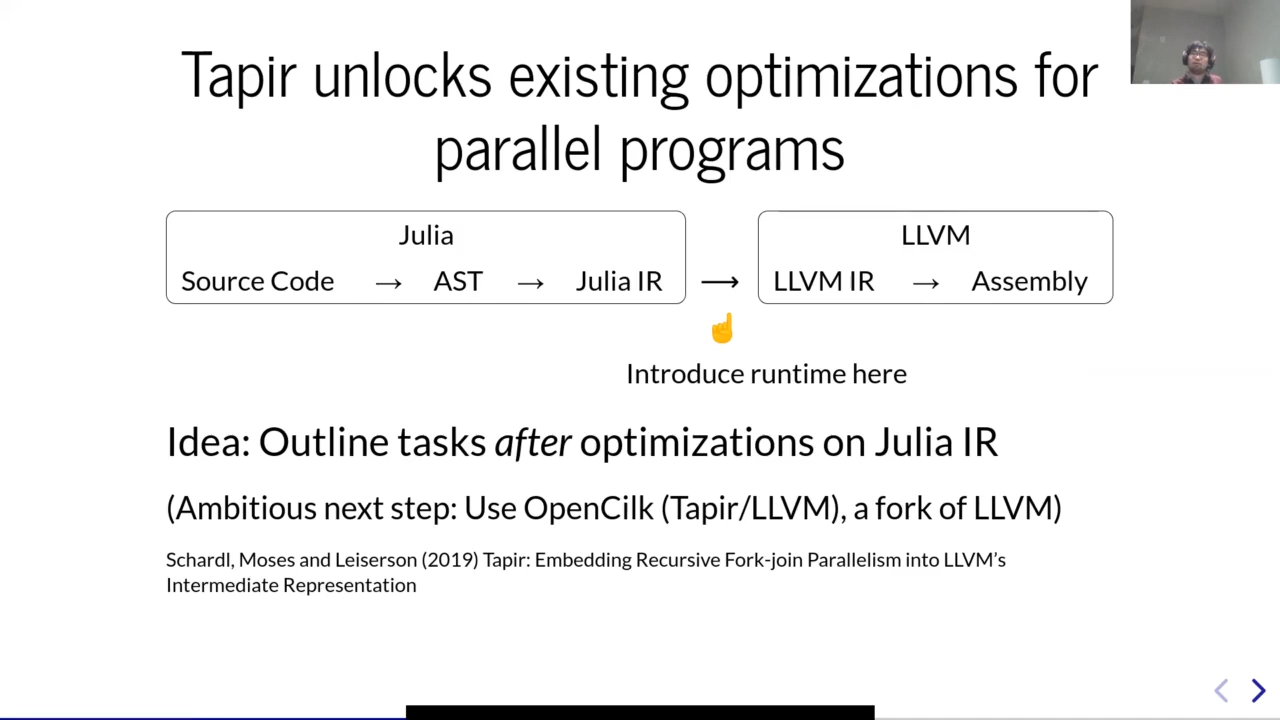 Tapir unlocks existing optimizations for
parallel programs
Julia
LLVM
Source Code → AST → Julia IR ⟶ LLVM IR → Assembly
☝
Introduce runtime here
Idea: Outline tasks after optimizations on Julia IR
(Ambitious next step: Use OpenCilk (Tapir/LLVM), a fork of LLVM)
Schardl, Moses and Leiserson (2019) Tapir: Embedding Recursive Fork-join Parallelism into LLVM’s
Intermediate Representation